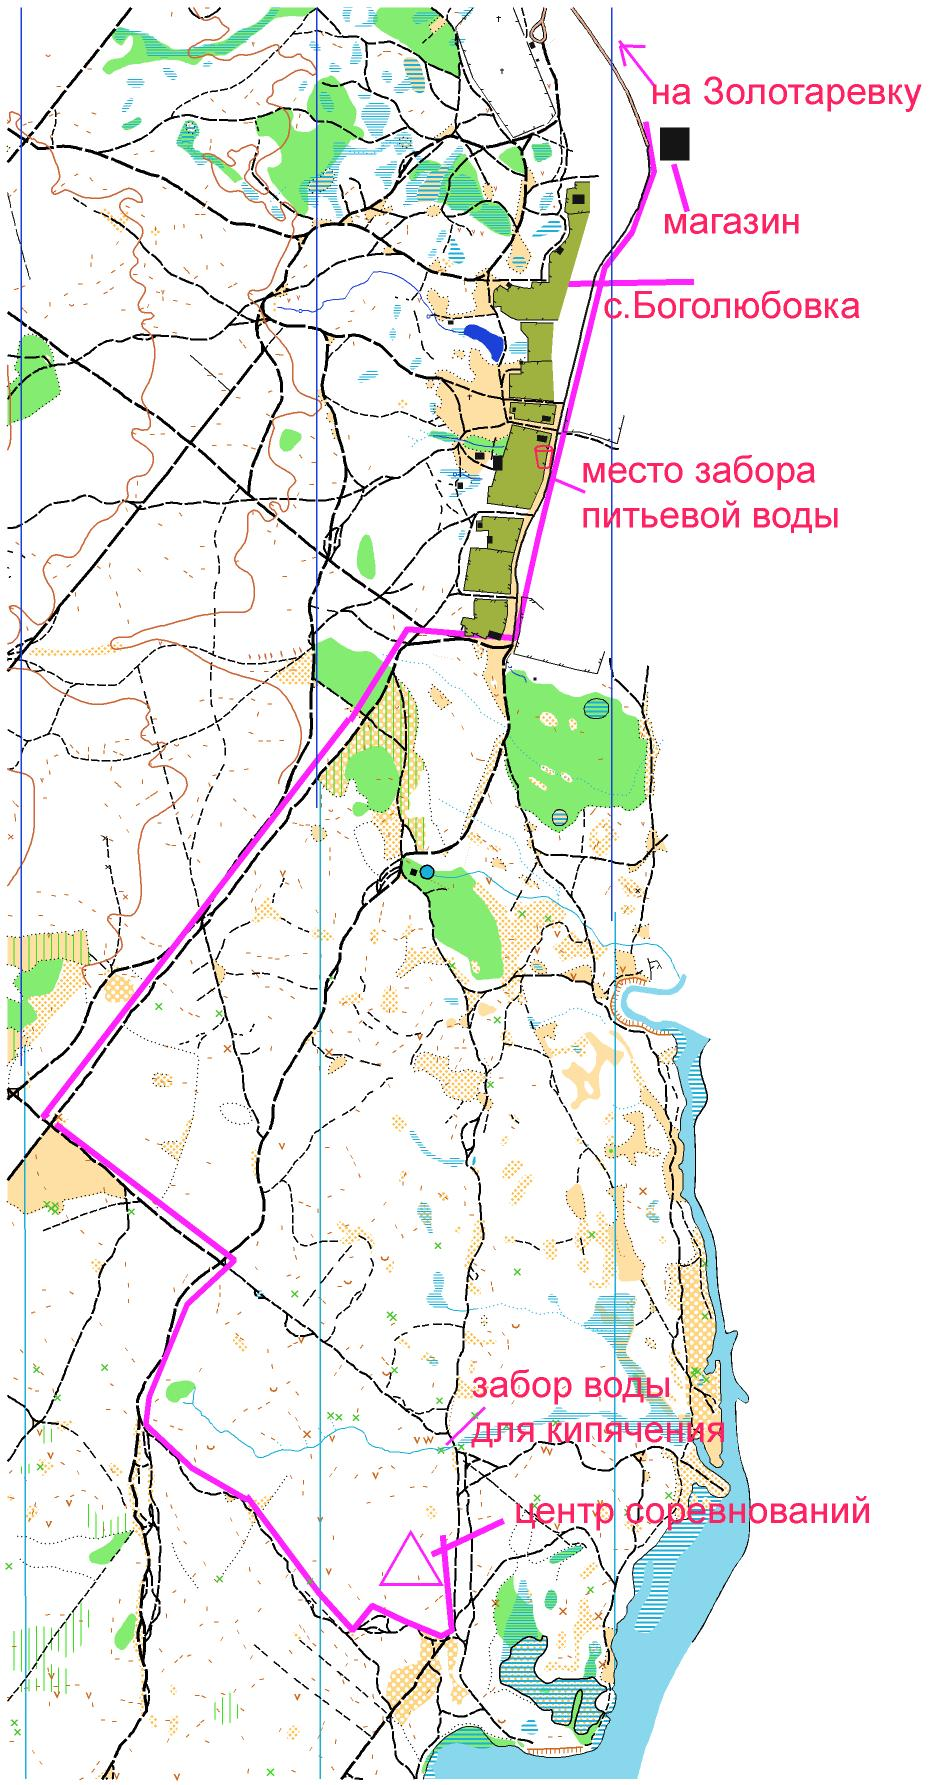 на Золотаревку
магазин
с.Боголюбовка
место забора
питьевой воды
забор воды
для кипячения
центр соревнований